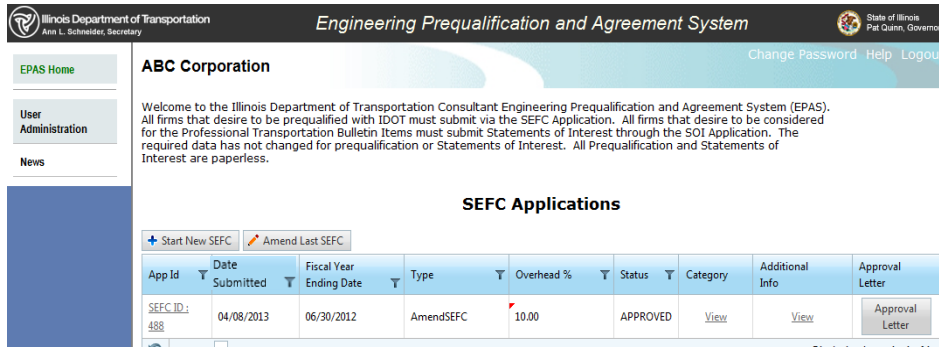 Illinois Department of Transportation
Ann L. Schneider, Secretary
Engineering Prequalification and Agreement System
State of Illinois
Pat Quinn, Governo
Change Password Help Logou
EPAS Home
User
Administration
News
ABC Corporation
Welcome to the Illinois Department of Transportation Consultant Engineering Prequalification and Agreement System (EPAS).
All firms that desire to be prequalified with IDOT must submit via the SEFC Application. All firms that desire to be considered
for the Professional Transportation Bulletin Items must submit Statements of Interest through the SOI Application. The
required data has not changed for prequalification or Statements of Interest. All Prequalification and Statements of
Interest are paperless.
SEFC Applications
Start New SEFC Amend Last SEFC
App Id
Date
Submitted
Fiscal Year
Ending Date
Type
Overhead %
Status
Category
Additional
Info
Approval
Letter
SEFC ID :
488
04/08/2013
06/30/2012
AmendSEFC
10.00
APPROVED
View
View
Approval
Letter